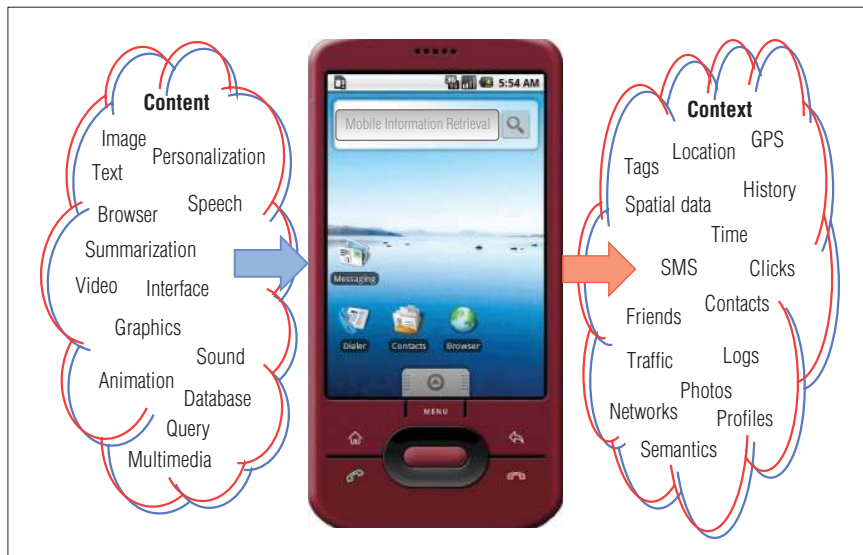 Content
Image
Personalization
Text
Speech
Browser
Summarization
Video
Interface
Graphics
Sound
Animation
Database
Query
Multimedia
3G
5:54 AM
Mobile Information Retrieval
Messaging
Dialer
Contacts
Browser
MENU
Context
GPS
Location
Tags
History
Spatial data
Time
SMS
Clicks
Contacts
Friends
Traffic
Logs
Photos
Networks
Profiles
Semantics